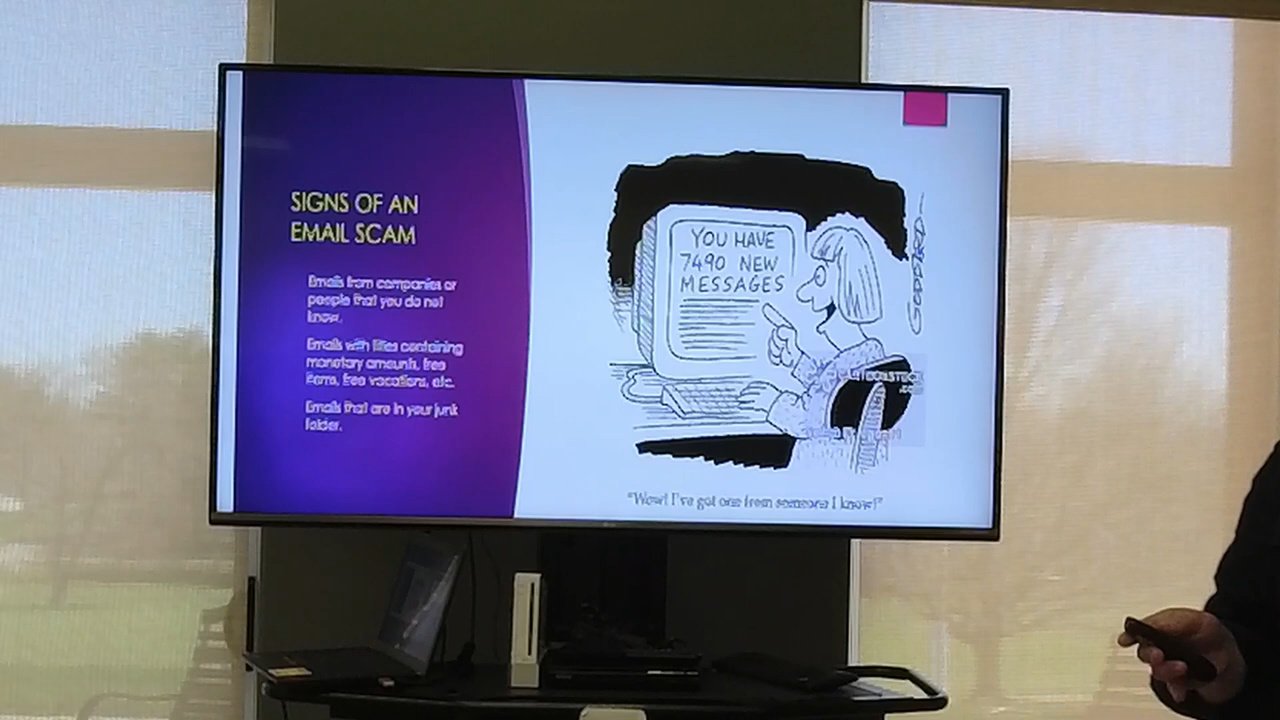 SIGNS OF AN
EMAIL SCAM
Emails from companies or
people that you do not
know.
Emails with titles containing
monetary amounts, free
items, free vacations, etc.
Emails that are in your junk
folder.
YOU HAVE
7490 NEW
MESSAGES
GODDARD
"Wow! I've got one from someone I know!"